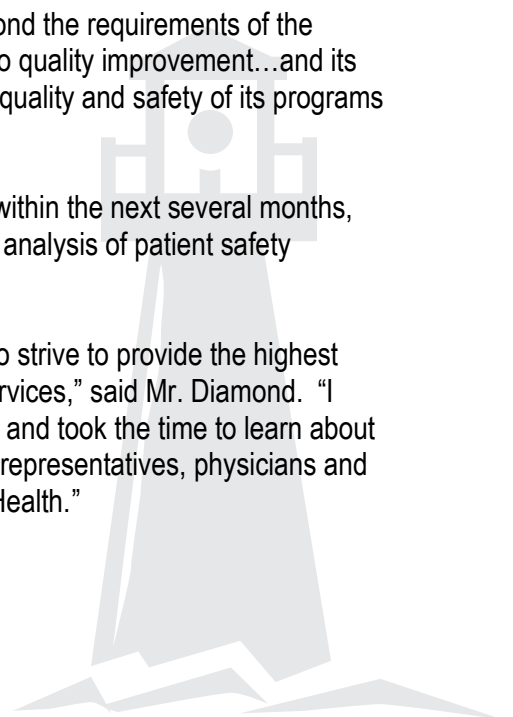 ond the requirements of the
o quality improvement…and its
quality and safety of its programs
within the next several months,
analysis of patient safety
o strive to provide the highest
rvices,” said Mr. Diamond.  “I
and took the time to learn about
representatives, physicians and
Health.”